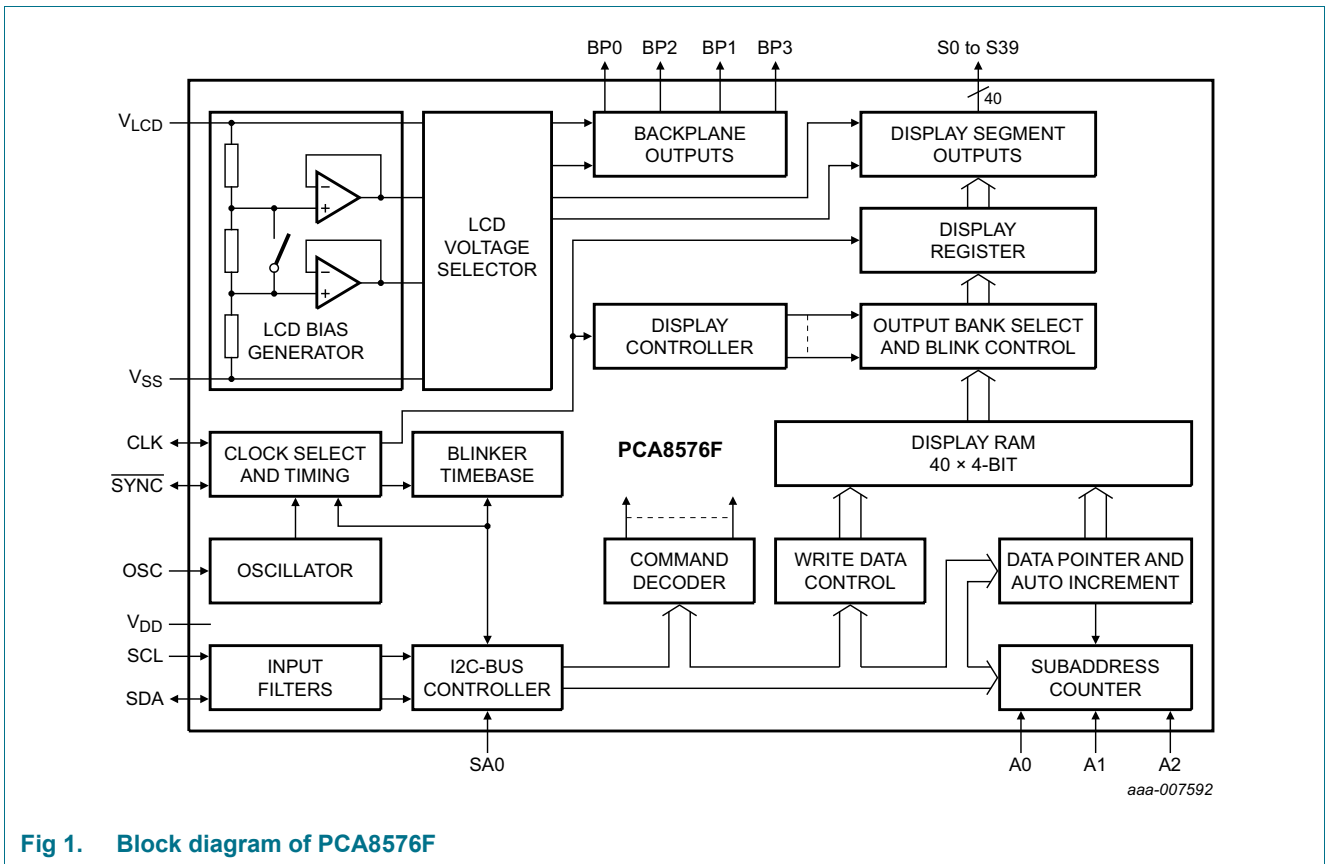 BP0 BP2 BP1 BP3
S0 to S39
40
VLCD
BACKPLANE
OUTPUTS
DISPLAY SEGMENT
OUTPUTS
LCD
VOLTAGE
SELECTOR
DISPLAY
REGISTER
LCD BIAS
GENERATOR
DISPLAY
CONTROLLER
OUTPUT BANK SELECT
AND BLINK CONTROL
VSS
CLK
SYNC
CLOCK SELECT
AND TIMING
BLINKER
TIMEBASE
PCA8576F
DISPLAY RAM
40 × 4-BIT
OSC
OSCILLATOR
COMMAND
DECODER
WRITE DATA
CONTROL
DATA POINTER AND
AUTO INCREMENT
VDD
SCL
SDA
INPUT
FILTERS
I2C-BUS
CONTROLLER
SUBADDRESS
COUNTER
SA0
A0 A1 A2
aaa-007592
Fig 1. Block diagram of PCA8576F